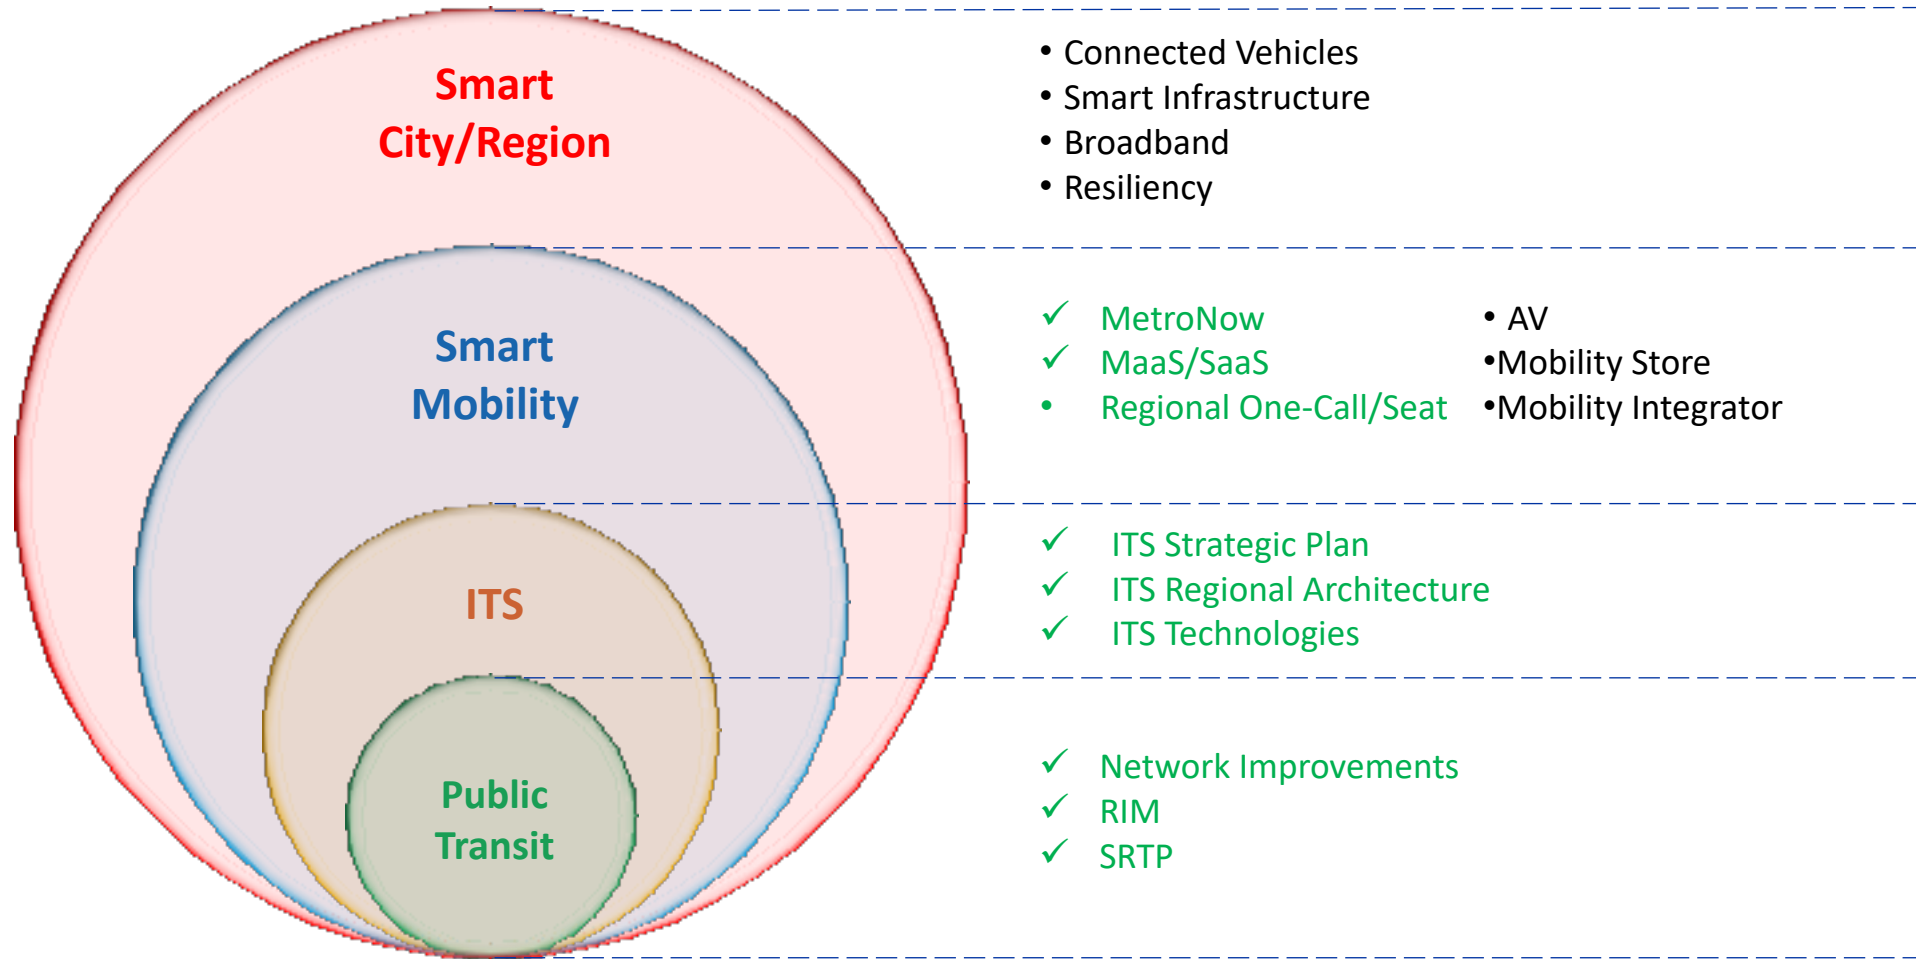 Smart
City/Region
• Connected Vehicles
• Smart Infrastructure
• Broadband
• Resiliency
Smart
Mobility
✓ MetroNow
✓ MaaS/SaaS
• Regional One-Call/Seat
• AV
•Mobility Store
•Mobility Integrator
ITS
✓ ITS Strategic Plan
✓ ITS Regional Architecture
✓ ITS Technologies
Public
Transit
✓ Network Improvements
✓ RIM
✓ SRTP